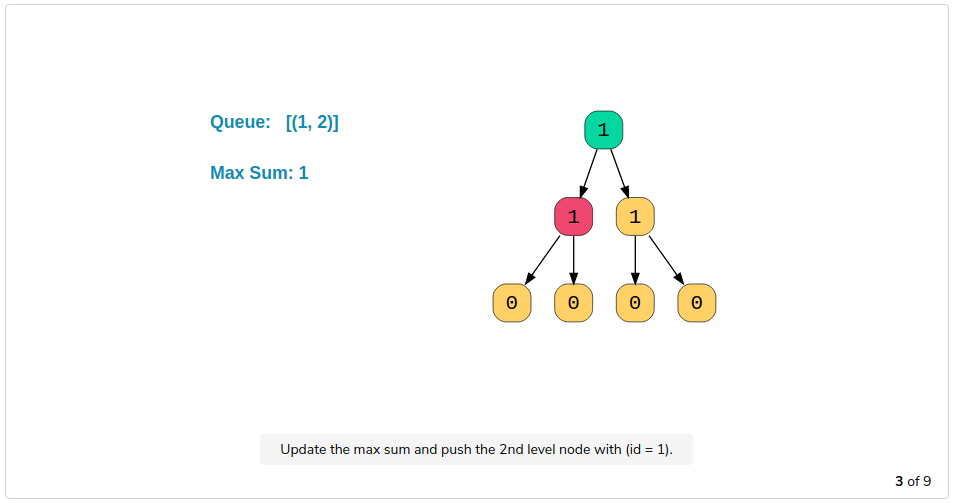 Queue: [(1, 2)]
Max Sum: 1
1
1 1
0 0 0 0
Update the max sum and push the 2nd level node with (id = 1).
3 of 9